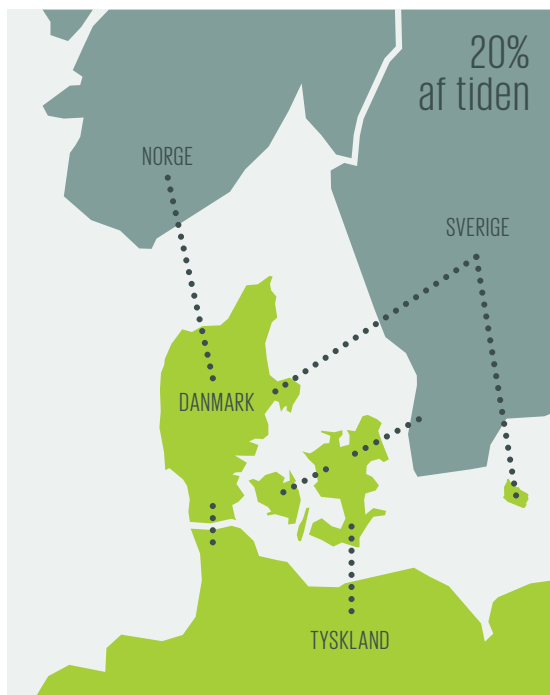 20%
af tiden
NORGE
SVERIGE
DANMARK
TYSKLAND